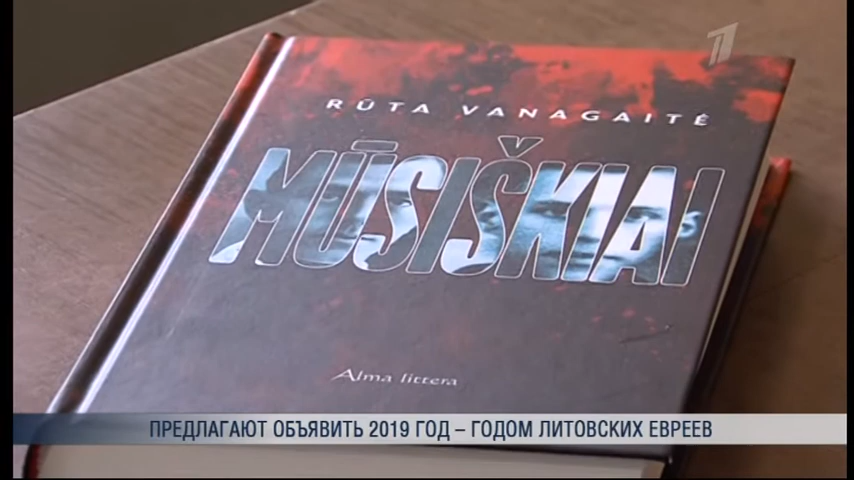 RŪTA VANAGAITĖ
MŪSIŠKIAI
Alma littera
ПРЕДЛАГАЮТ ОБЪЯВИТЬ 2019 ГОД – ГОДОМ ЛИТОВСКИХ ЕВРЕЕВ